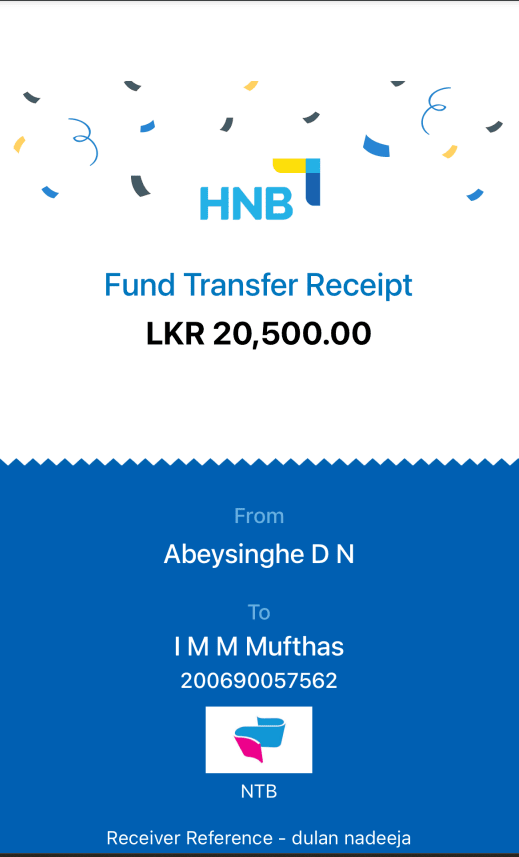 HNB
Fund Transfer Receipt
LKR 20,500.00
From
Abeysinghe D N
To
I M M Mufthas
200690057562
NTB
Receiver Reference - dulan nadeeja